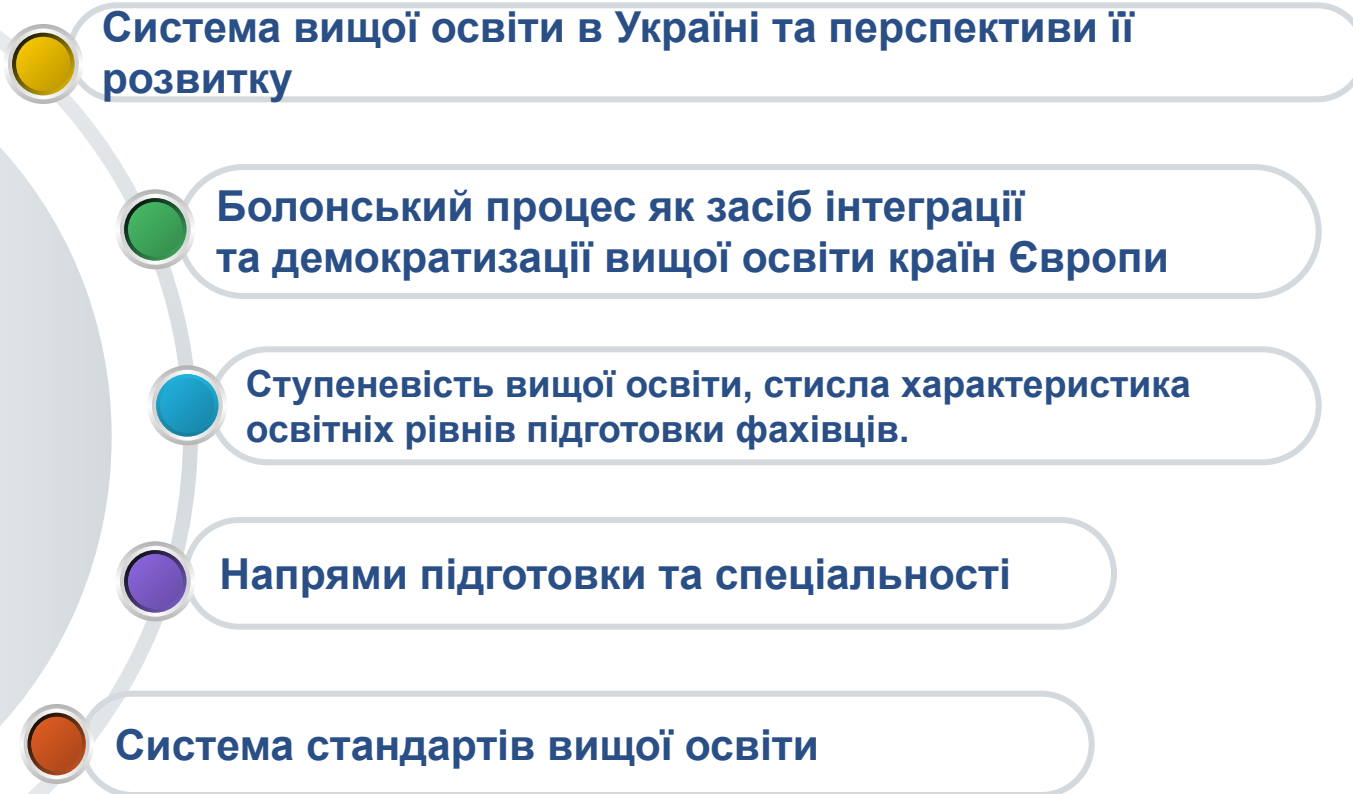 Система вищої освіти в Україні та перспективи її
розвитку
Болонський процес як засіб інтеграції
та демократизації вищої освіти країн Європи
Ступеневість вищої освіти, стисла характеристика
освітніх рівнів підготовки фахівців.
Напрями підготовки та спеціальності
Система стандартів вищої освіти